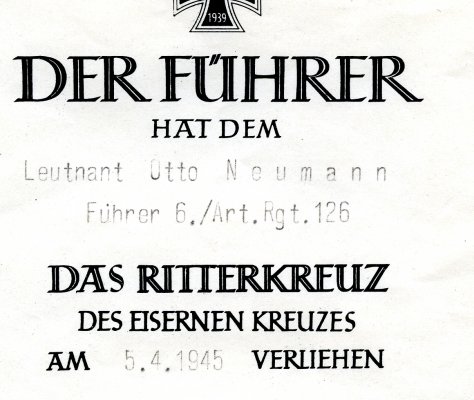 1939
DER FÜHRER
HAT DEM
Leutnant Otto Neumann
Führer 6./Art.Rgt.126
DAS RITTERKREUZ
DES EISERNEN KREUZES
AM 5.4.1945 VERLIEHEN